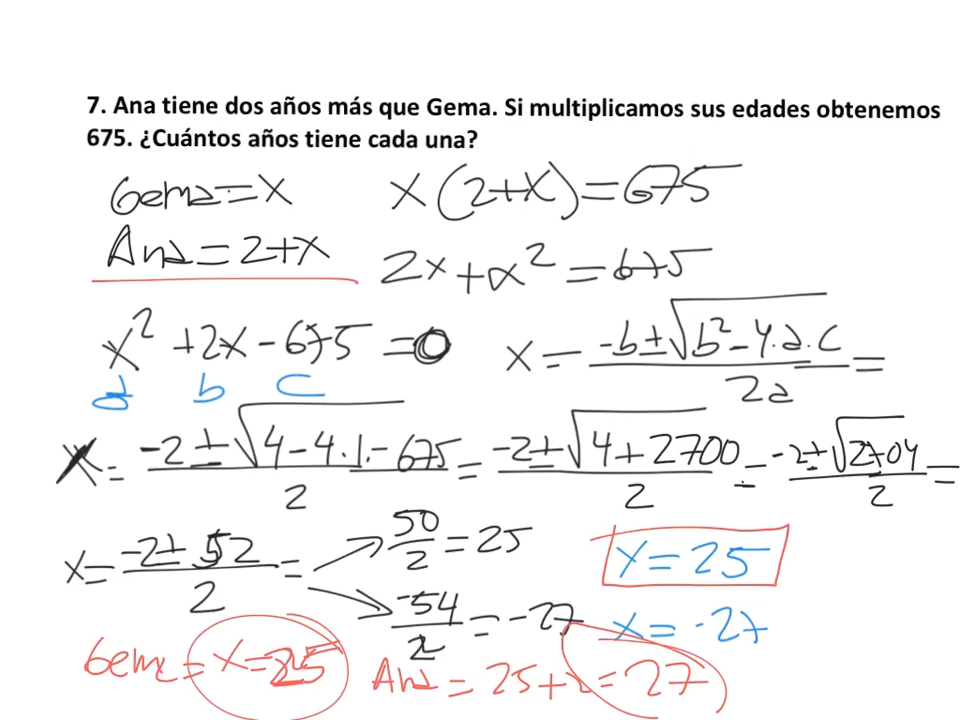 7. Ana tiene dos años más que Gema. Si multiplicamos sus edades obtenemos
675. ¿Cuántos años tiene cada una?
Gema = x
x(2+x) = 675
Ana = 2+x
2x + x² = 675
x² + 2x - 675 = 0
a b c
x = -b ± √b² - 4.a.c / 2a =
x = -2 ± √4 - 4.1.-675 / 2 = -2 ± √4 + 2700 / 2 = -2 ± √2704 / 2 =
x = -2 ± 52 / 2 =
50/2 = 25
-54/2 = -27
x = 25
x = -27
Gema = x = 25
Ana = 25 + 2 = 27